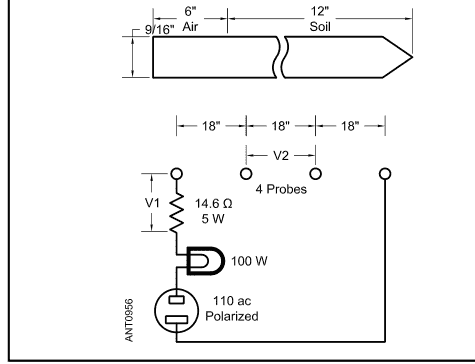 6" 12"
Air Soil
9/16"
18" 18" 18"
V2
4 Probes
V1 14.6 Ω
5 W
100 W
110 ac
Polarized
ANT0956